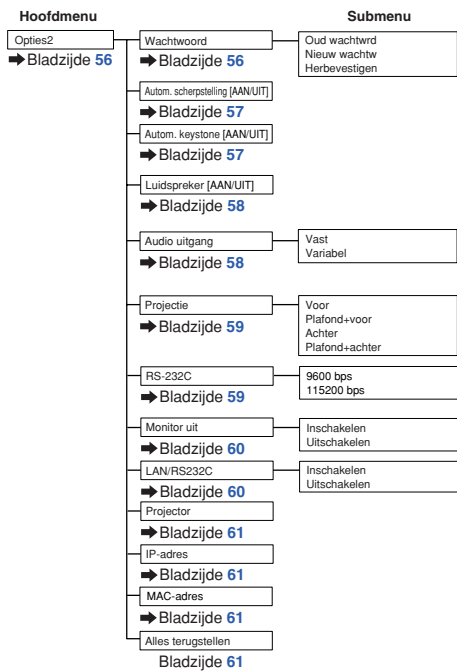 Hoofdmenu
Submenu
Opties2
➡ Bladzijde 56
Wachtwoord
➡ Bladzijde 56
Oud wachtwrd
Nieuw wachtw
Herbevestigen
Autom. scherpstelling [AAN/UIT]
➡ Bladzijde 57
Autom. keystone [AAN/UIT]
➡ Bladzijde 57
Luidspreker [AAN/UIT]
➡ Bladzijde 58
Audio uitgang
➡ Bladzijde 58
Vast
Variabel
Projectie
➡ Bladzijde 59
Voor
Plafond+voor
Achter
Plafond+achter
RS-232C
➡ Bladzijde 59
9600 bps
115200 bps
Monitor uit
➡ Bladzijde 60
Inschakelen
Uitschakelen
LAN/RS232C
➡ Bladzijde 60
Inschakelen
Uitschakelen
Projector
➡ Bladzijde 61
IP-adres
➡ Bladzijde 61
MAC-adres
➡ Bladzijde 61
Alles terugstellen
Bladzijde 61